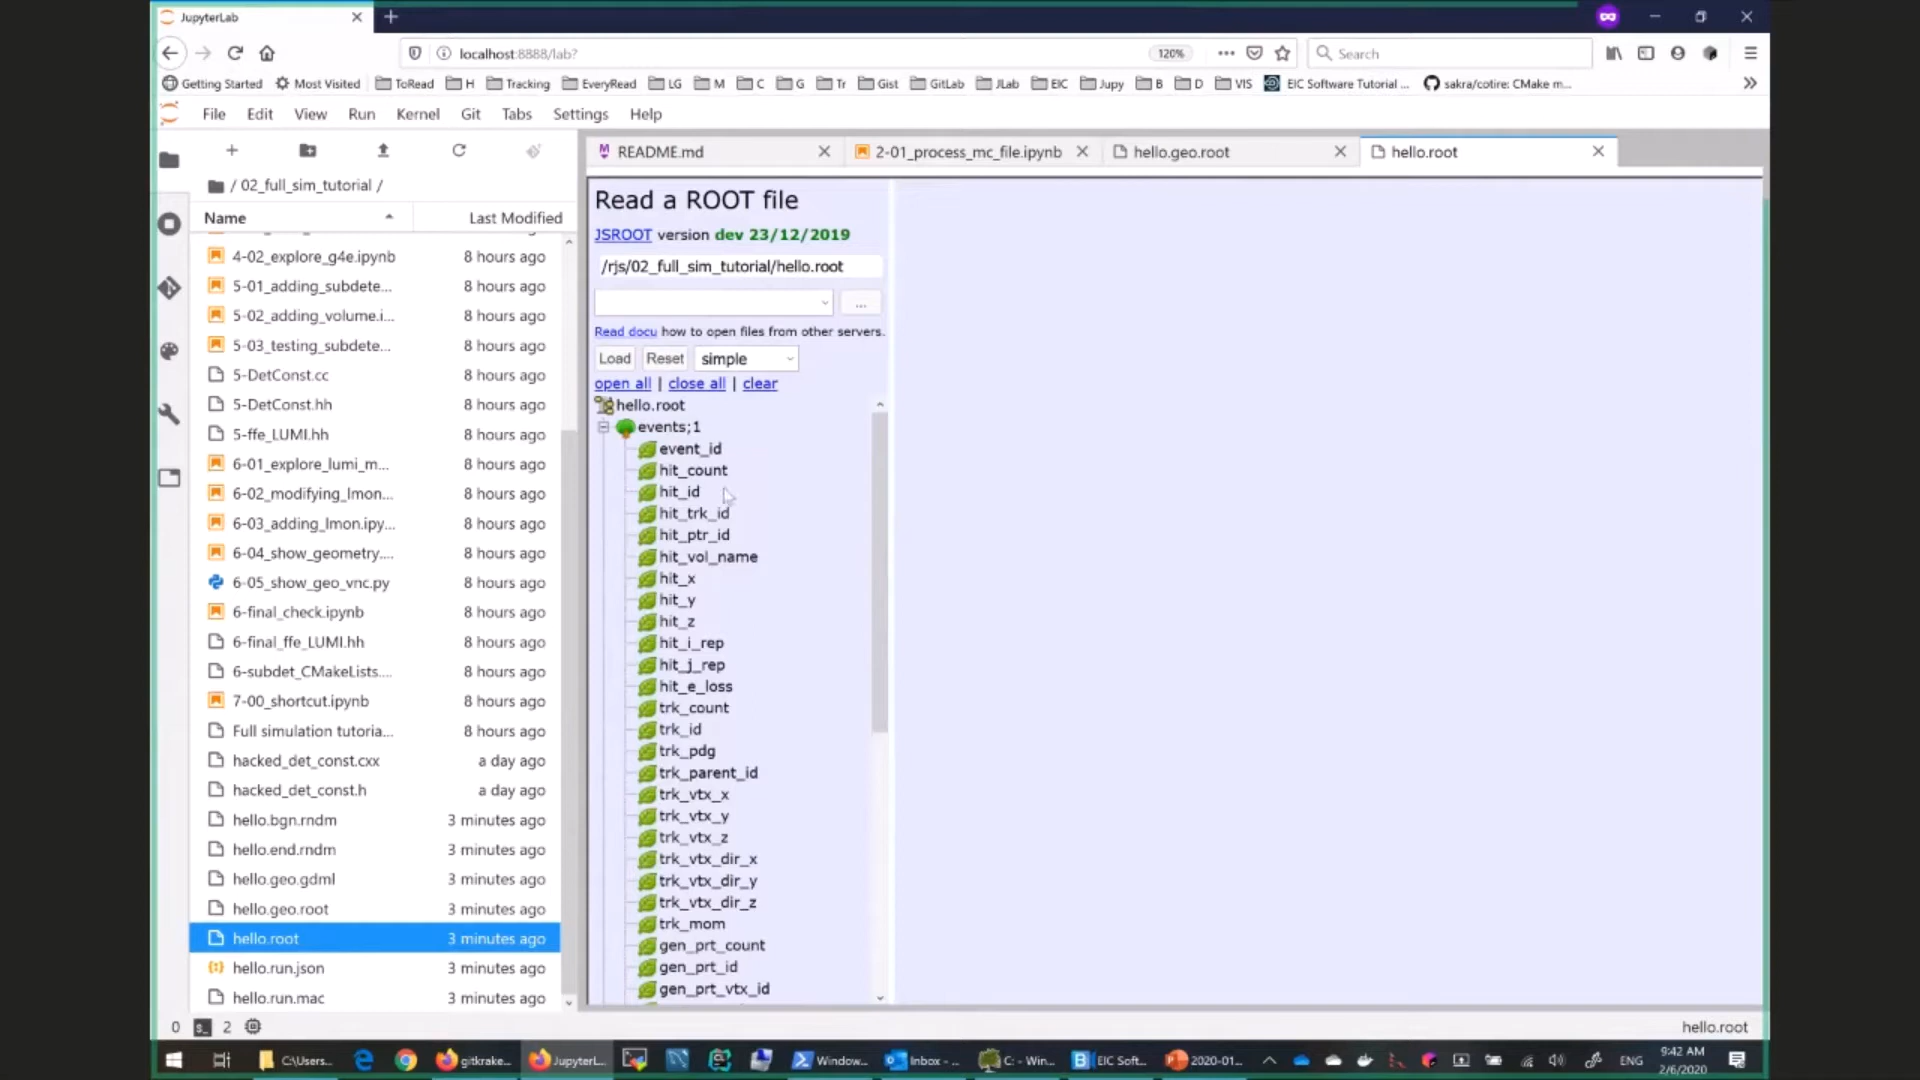 JupyterLab
localhost:8888/lab?
120%
Search
Getting Started
Most Visited
ToRead
H
Tracking
EveryRead
LG
M
C
G
Tr
Gist
GitLab
JLab
EIC
Jupy
B
D
VIS
EIC Software Tutorial ...
sakra/cotire: CMake m...
File Edit View Run Kernel Git Tabs Settings Help
README.md
2-01_process_mc_file.ipynb
hello.geo.root
hello.root
/ 02_full_sim_tutorial /
Name Last Modified
4-02_explore_g4e.ipynb 8 hours ago
5-01_adding_subdete... 8 hours ago
5-02_adding_volume.i... 8 hours ago
5-03_testing_subdete... 8 hours ago
5-DetConst.cc 8 hours ago
5-DetConst.hh 8 hours ago
5-ffe_LUMI.hh 8 hours ago
6-01_explore_lumi_m... 8 hours ago
6-02_modifying_lmon... 8 hours ago
6-03_adding_lmon.ipy... 8 hours ago
6-04_show_geometry.... 8 hours ago
6-05_show_geo_vnc.py 8 hours ago
6-final_check.ipynb 8 hours ago
6-final_ffe_LUMI.hh 8 hours ago
6-subdet_CMakeLists.... 8 hours ago
7-00_shortcut.ipynb 8 hours ago
Full simulation tutoria... 8 hours ago
hacked_det_const.cxx a day ago
hacked_det_const.h a day ago
hello.bgn.rndm 3 minutes ago
hello.end.rndm 3 minutes ago
hello.geo.gdml 3 minutes ago
hello.geo.root 3 minutes ago
hello.root 3 minutes ago
hello.run.json 3 minutes ago
hello.run.mac 3 minutes ago
Read a ROOT file
JSROOT version dev 23/12/2019
/rjs/02_full_sim_tutorial/hello.root
...
Read docu how to open files from other servers.
Load Reset simple
open all | close all | clear
hello.root
events;1
event_id
hit_count
hit_id
hit_trk_id
hit_ptr_id
hit_vol_name
hit_x
hit_y
hit_z
hit_i_rep
hit_j_rep
hit_e_loss
trk_count
trk_id
trk_pdg
trk_parent_id
trk_vtx_x
trk_vtx_y
trk_vtx_z
trk_vtx_dir_x
trk_vtx_dir_y
trk_vtx_dir_z
trk_mom
gen_prt_count
gen_prt_id
gen_prt_vtx_id
0 2
hello.root
C:\Users...
gitkrake...
JupyterL...
Window...
Inbox - ...
C: - Win...
EIC Soft...
2020-01...
ENG
9:42 AM
2/6/2020